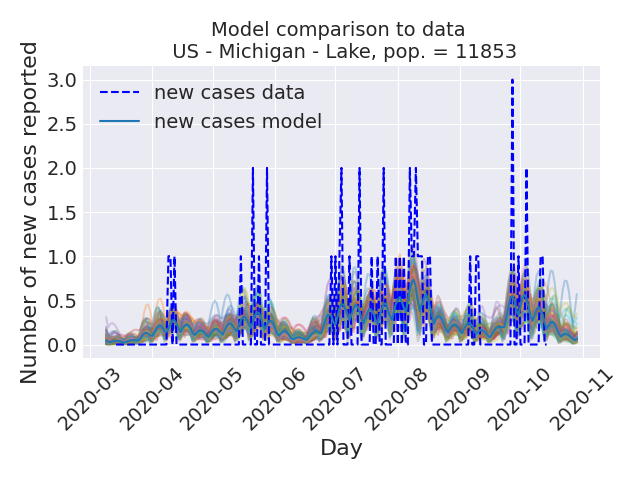 Model comparison to data
US - Michigan - Lake, pop. = 11853
Number of new cases reported
3.0
2.5
2.0
1.5
1.0
0.5
0.0
new cases data
new cases model
2020-03
2020-04
2020-05
2020-06
2020-07
2020-08
2020-09
2020-10
2020-11
Day